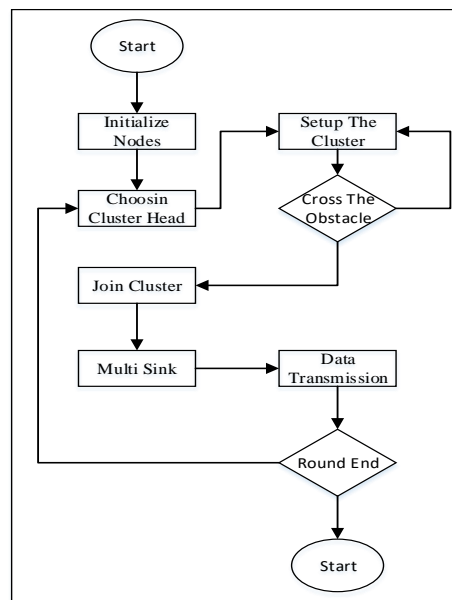 Start
Initialize
Nodes
Setup The
Cluster
Choosin
Cluster Head
Cross The
Obstacle
Join Cluster
Multi Sink
Data
Transmission
Round End
Start